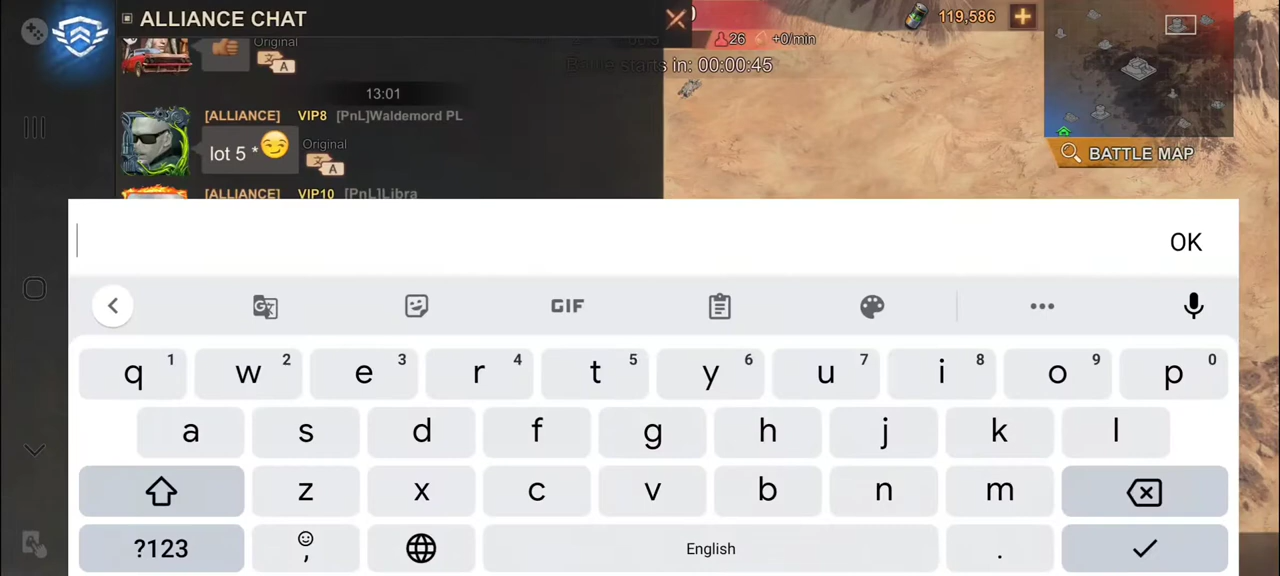 ALLIANCE CHAT
119,586
Original
26 +0/min
A
Battle starts in: 00:00:45
13:01
[ALLIANCE] VIP8 [PnL]Waldemord PL
lot 5 *
Original
A
BATTLE MAP
[ALLIANCE] VIP10 [PnL]Libra
OK
GIF
q 1 w 2 e 3 r 4 t 5 y 6 u 7 i 8 o 9 p 0
a s d f g h j k l
z x c v b n m
?123 , English .